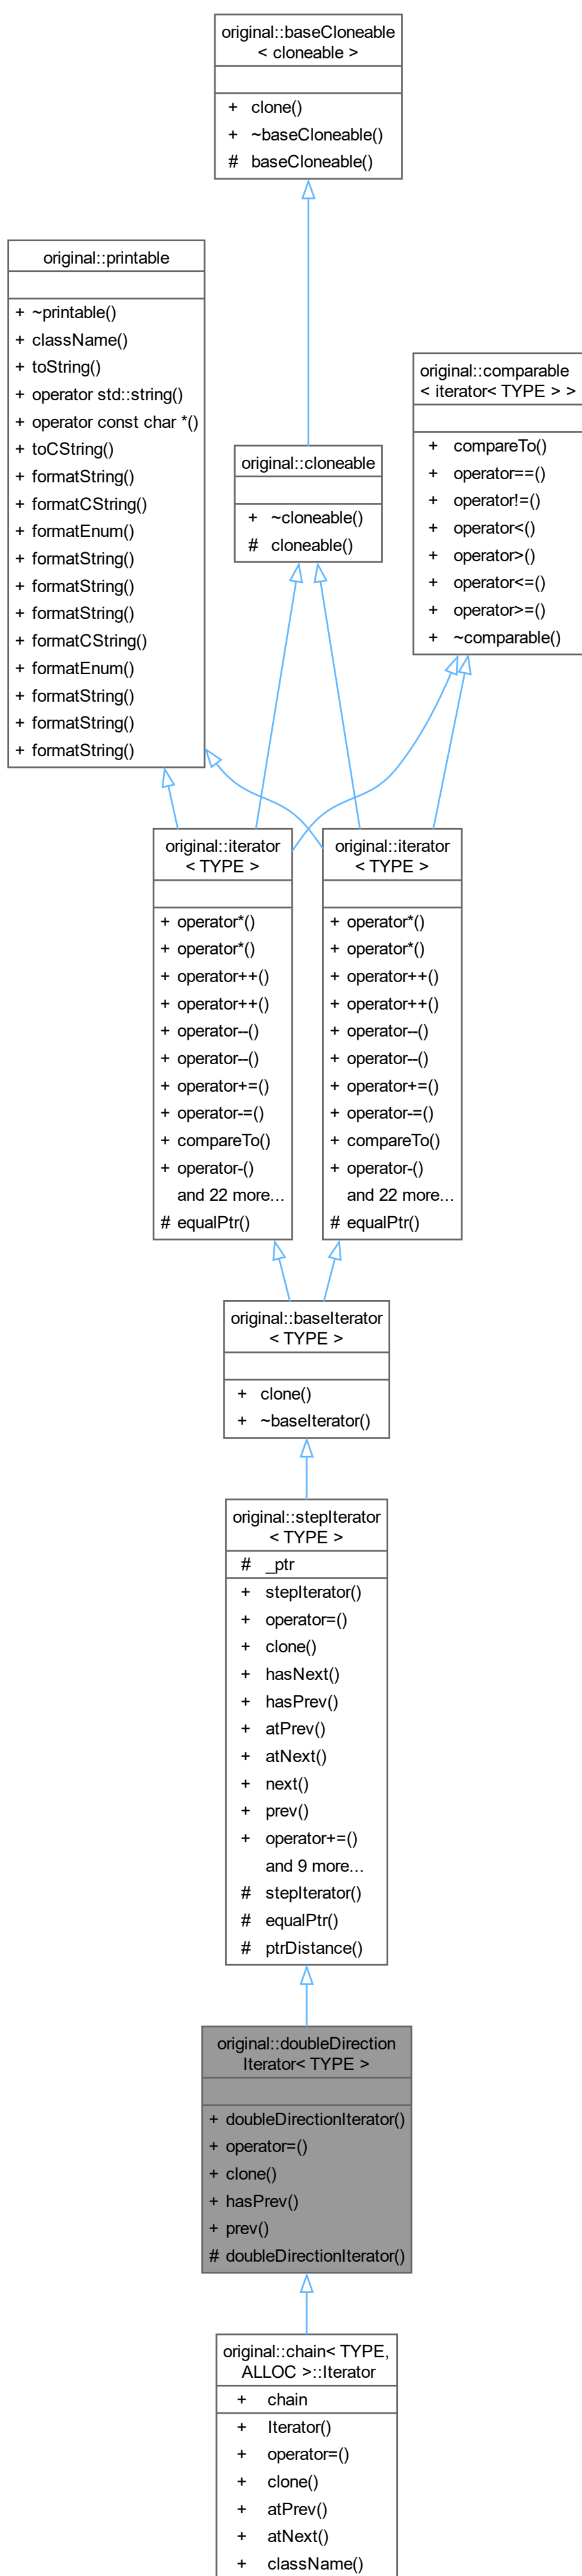 original::baseCloneable
< cloneable >
+ clone()
+ ~baseCloneable()
# baseCloneable()
original::printable
+ ~printable()
+ className()
+ toString()
+ operator std::string()
+ operator const char *()
+ toCString()
+ formatString()
+ formatCString()
+ formatEnum()
+ formatString()
+ formatString()
+ formatString()
+ formatCString()
+ formatEnum()
+ formatString()
+ formatString()
+ formatString()
original::cloneable
+ ~cloneable()
# cloneable()
original::comparable
< iterator< TYPE > >
+ compareTo()
+ operator==()
+ operator!=()
+ operator<()
+ operator>()
+ operator<=()
+ operator>=()
+ ~comparable()
original::iterator
< TYPE >
+ operator*()
+ operator*()
+ operator++()
+ operator++()
+ operator--()
+ operator--()
+ operator+=()
+ operator-=()
+ compareTo()
+ operator-()
and 22 more...
# equalPtr()
original::iterator
< TYPE >
+ operator*()
+ operator*()
+ operator++()
+ operator++()
+ operator--()
+ operator--()
+ operator+=()
+ operator-=()
+ compareTo()
+ operator-()
and 22 more...
# equalPtr()
original::baseIterator
< TYPE >
+ clone()
+ ~baseIterator()
original::stepIterator
< TYPE >
# _ptr
+ stepIterator()
+ operator=()
+ clone()
+ hasNext()
+ hasPrev()
+ atPrev()
+ atNext()
+ next()
+ prev()
+ operator+=()
and 9 more...
# stepIterator()
# equalPtr()
# ptrDistance()
original::doubleDirection
Iterator< TYPE >
+ doubleDirectionIterator()
+ operator=()
+ clone()
+ hasPrev()
+ prev()
# doubleDirectionIterator()
original::chain< TYPE,
ALLOC >::Iterator
+ chain
+ Iterator()
+ operator=()
+ clone()
+ atPrev()
+ atNext()
+ className()